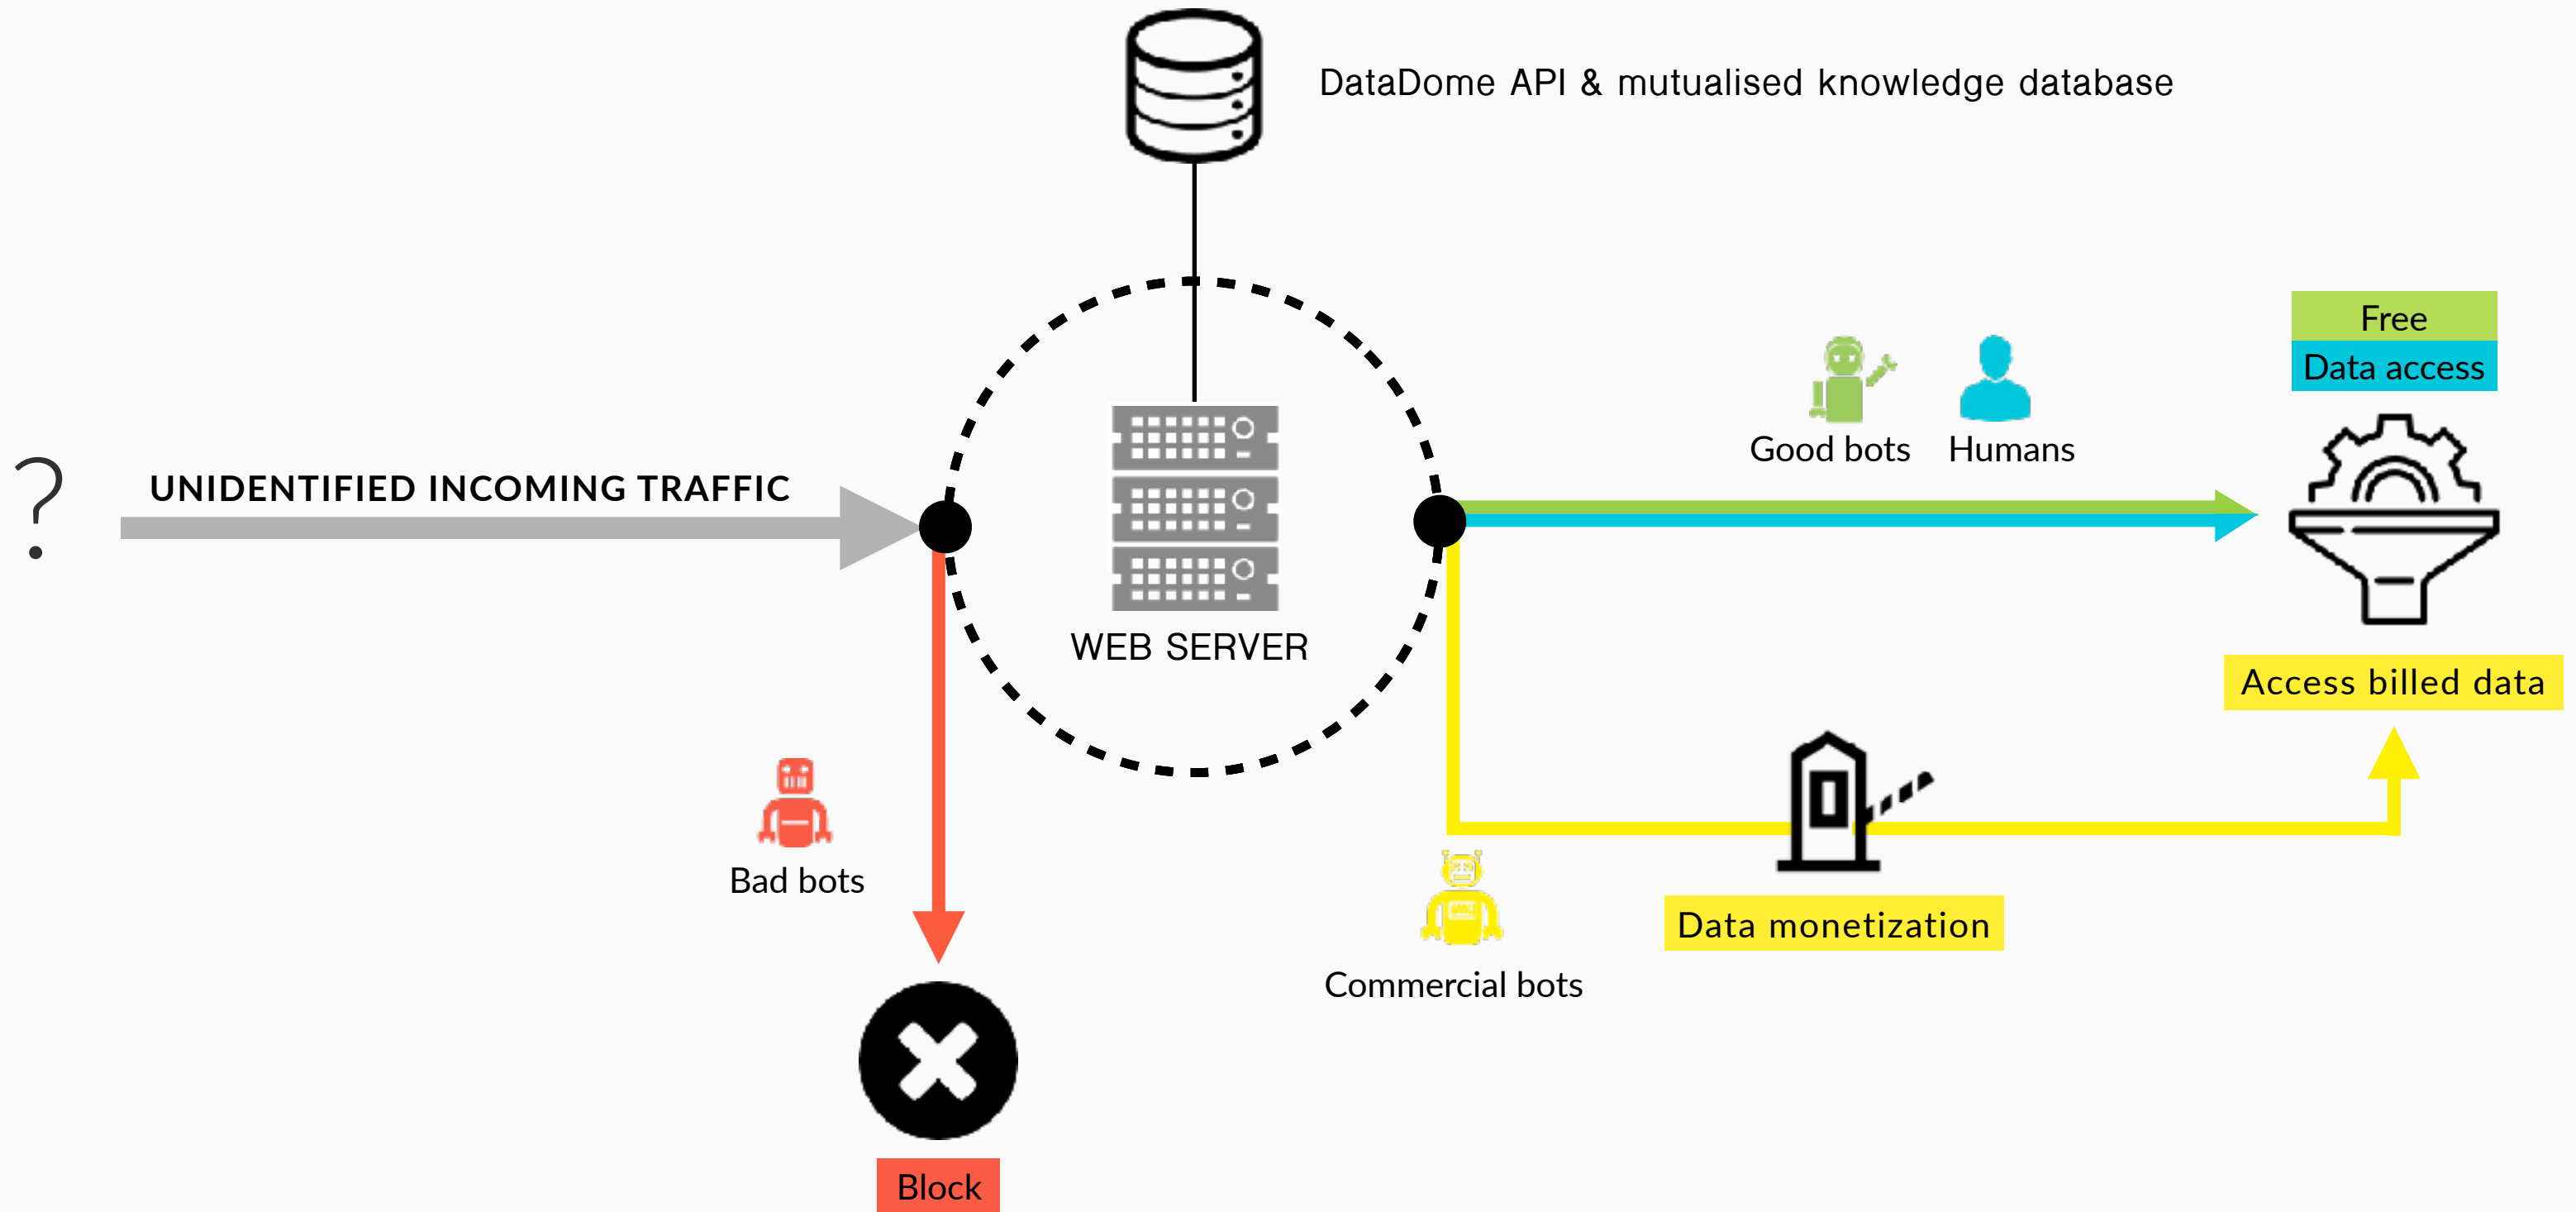 DataDome API & mutualised knowledge database
Free
Data access
Good bots
Humans
?
UNIDENTIFIED INCOMING TRAFFIC
WEB SERVER
Access billed data
Bad bots
Data monetization
Commercial bots
Block